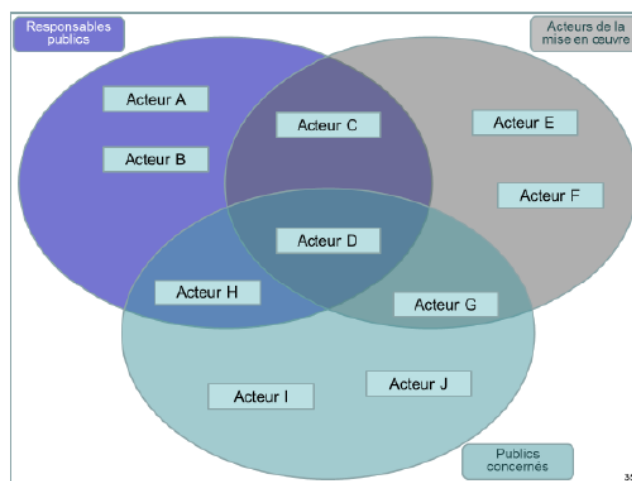 Responsables
publics
Acteurs de la
mise en œuvre
Acteur A
Acteur C
Acteur E
Acteur B
Acteur F
Acteur D
Acteur H
Acteur G
Acteur J
Acteur I
Publics
concernés